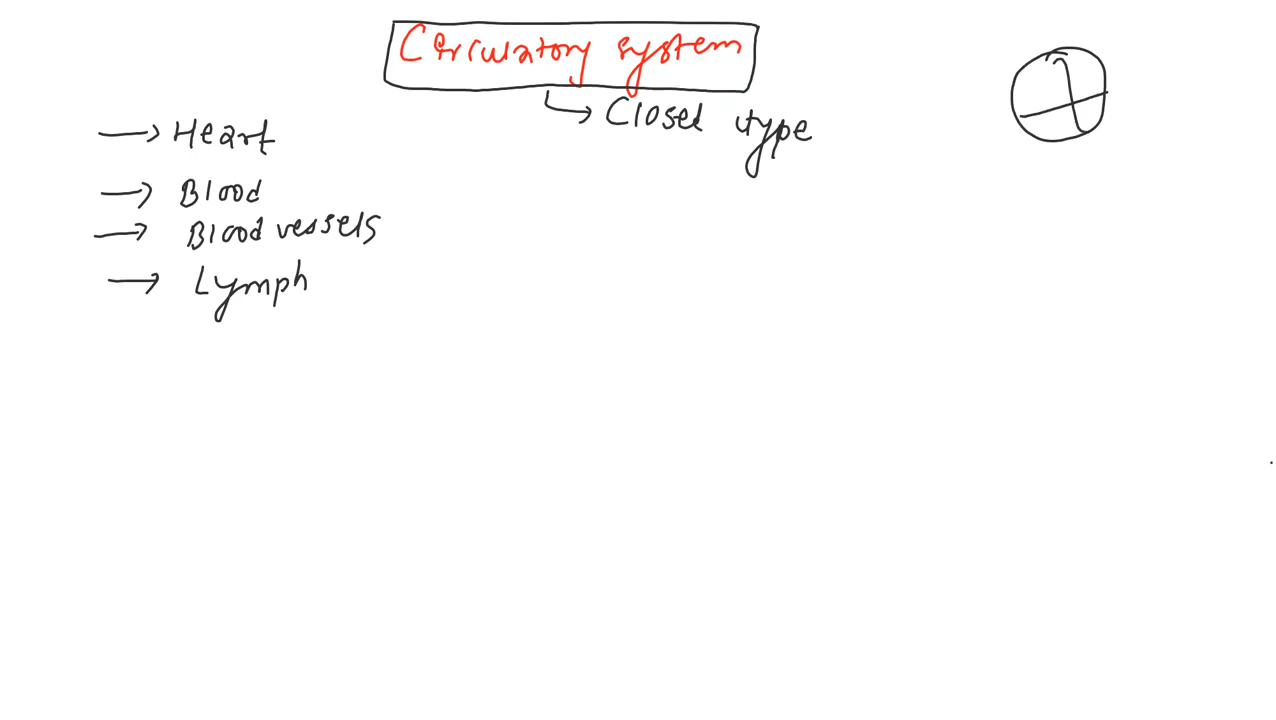 Circulatory system
→ Closed type
→ Heart
→ Blood
→ Blood vessels
→ Lymph